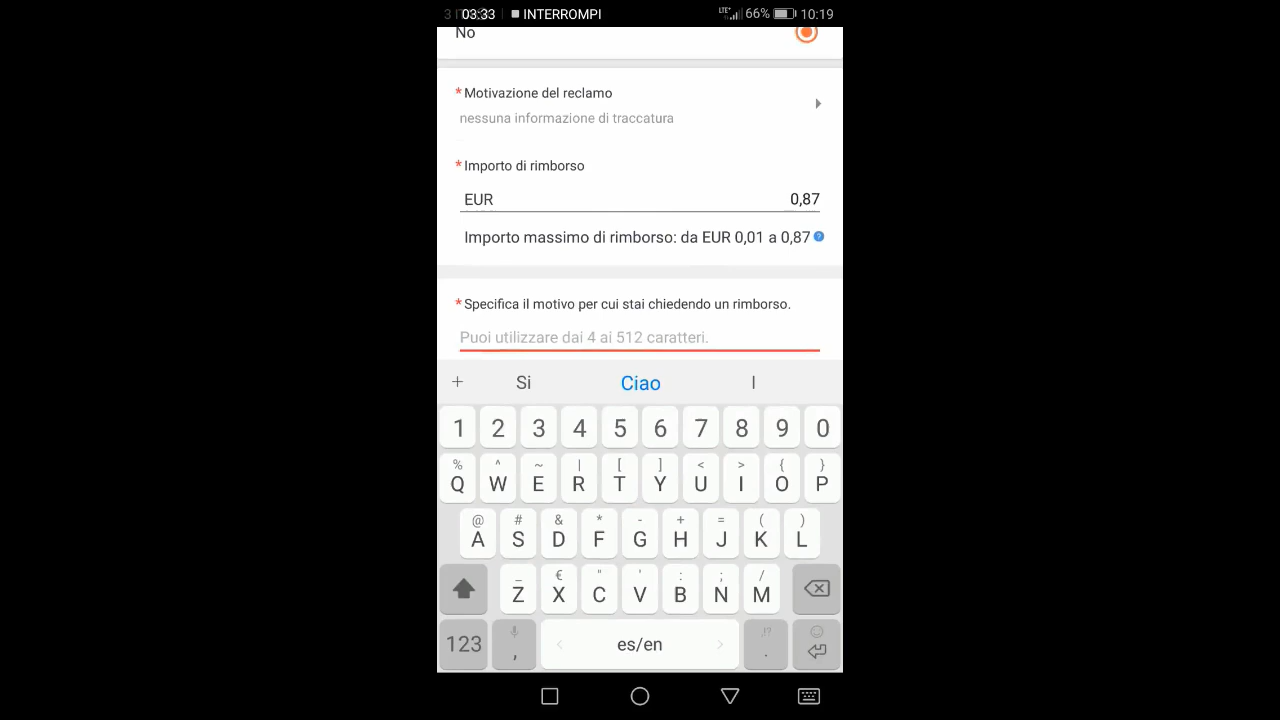 03:33 INTERROMPI LTE+ 66% 10:19
No
* Motivazione del reclamo
nessuna informazione di traccatura
* Importo di rimborso
EUR 0,87
Importo massimo di rimborso: da EUR 0,01 a 0,87 ?
* Specifica il motivo per cui stai chiedendo un rimborso.
Puoi utilizzare dai 4 ai 512 caratteri.
+ Si Ciao I
1 2 3 4 5 6 7 8 9 0
% ^ ~ | [ ] < > { }
Q W E R T Y U I O P
@ # & * - + = ( )
A S D F G H J K L
_ € " ' : ; /
Z X C V B N M
123 , < es/en > .